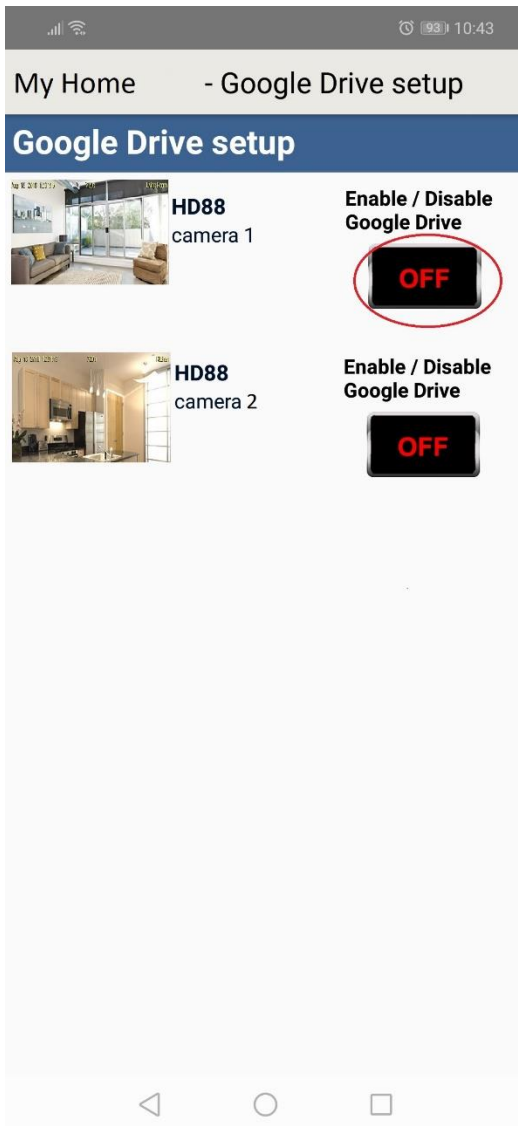 93 10:43
My Home - Google Drive setup
Google Drive setup
HD88
camera 1
Enable / Disable
Google Drive
OFF
HD88
camera 2
Enable / Disable
Google Drive
OFF